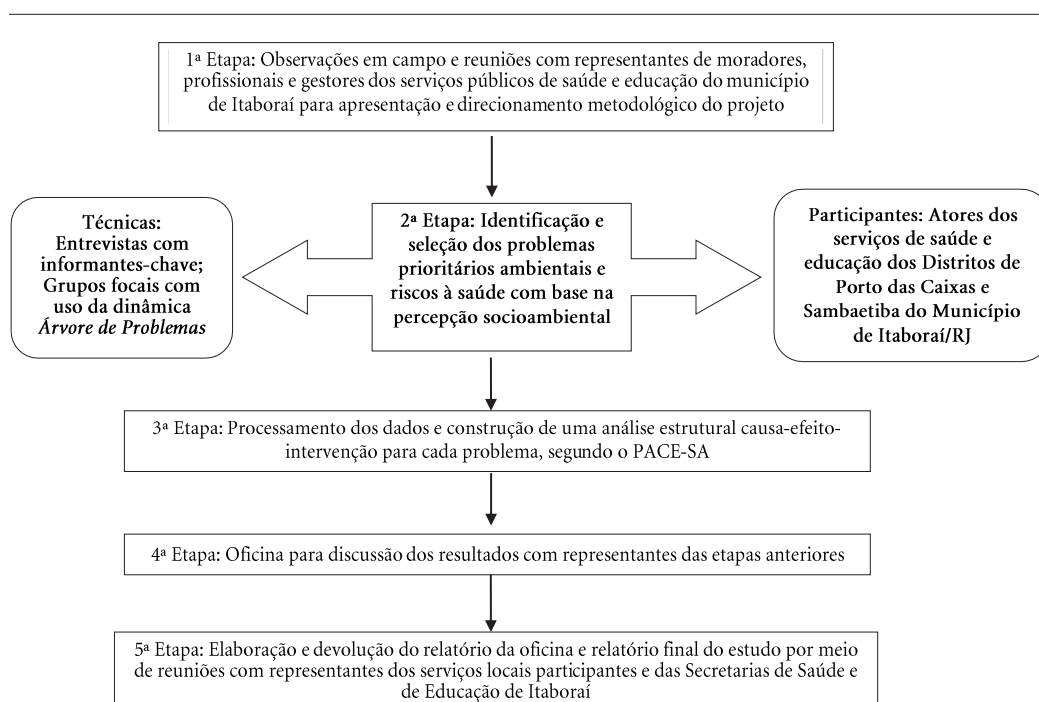 1ª Etapa: Observações em campo e reuniões com representantes de moradores,
profissionais e gestores dos serviços públicos de saúde e educação do município
de Itaboraí para apresentação e direcionamento metodológico do projeto
Técnicas:
Entrevistas com
informantes-chave;
Grupos focais com
uso da dinâmica
Árvore de Problemas
2ª Etapa: Identificação e
seleção dos problemas
prioritários ambientais e
riscos à saúde com base na
percepção socioambiental
Participantes: Atores dos
serviços de saúde e
educação dos Distritos de
Porto das Caixas e
Sambaetiba do Município
de Itaboraí/RJ
3ª Etapa: Processamento dos dados e construção de uma análise estrutural causa-efeito-
intervenção para cada problema, segundo o PACE-SA
4ª Etapa: Oficina para discussão dos resultados com representantes das etapas anteriores
5ª Etapa: Elaboração e devolução do relatório da oficina e relatório final do estudo por meio
de reuniões com representantes dos serviços locais participantes e das Secretarias de Saúde e
de Educação de Itaboraí